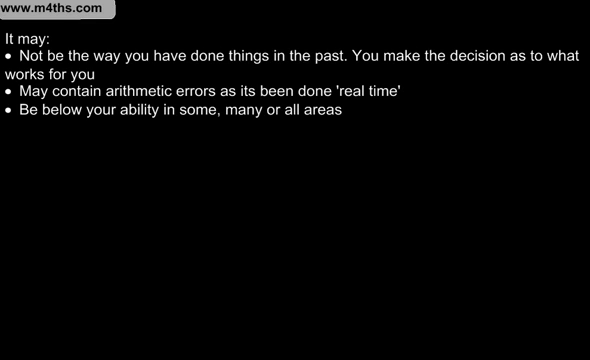 www.m4ths.com
It may:
• Not be the way you have done things in the past. You make the decision as to what
works for you
• May contain arithmetic errors as its been done 'real time'
• Be below your ability in some, many or all areas